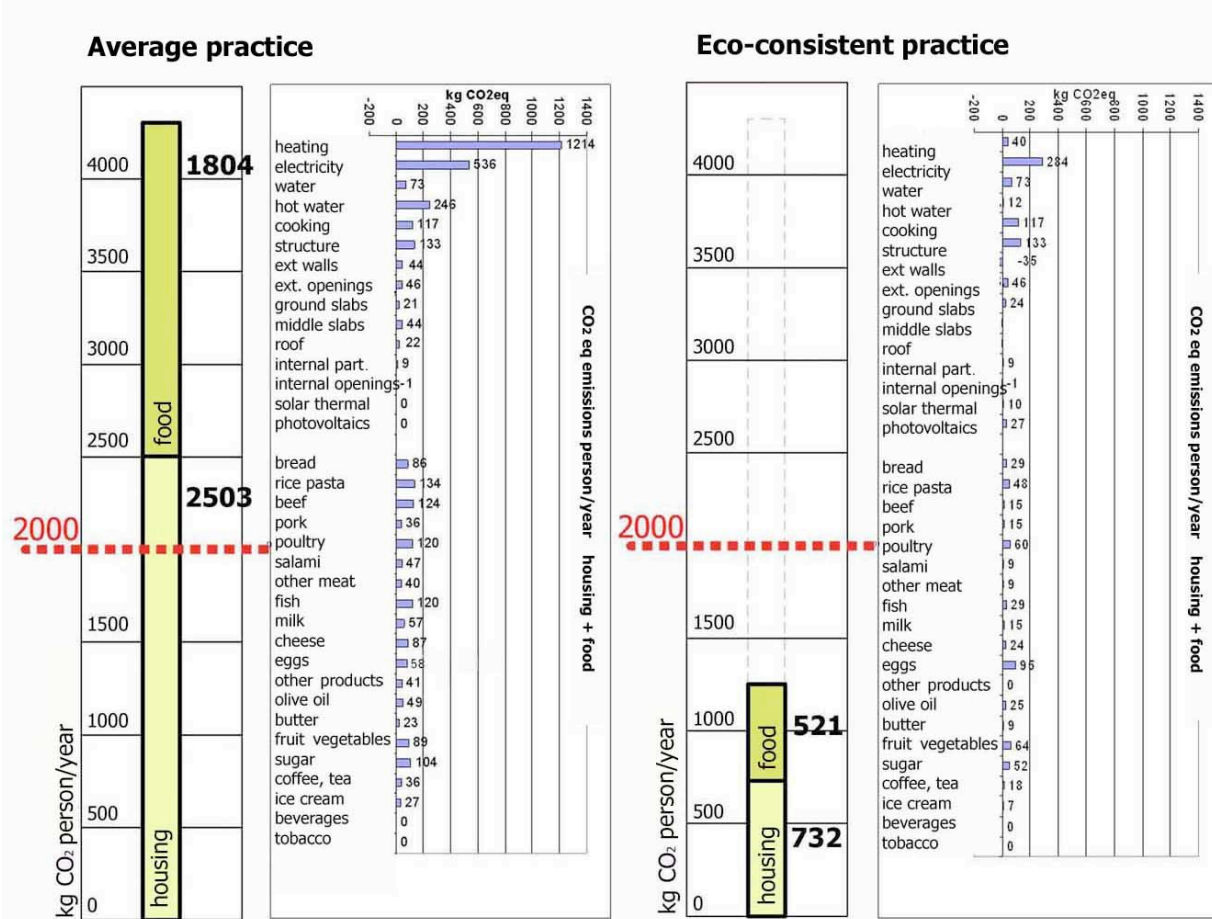 Average practice
kg CO2eq
-200 0 200 400 600 800 1000 1200 1400
4000
3500
3000
2500
2000
1500
1000
500
0
1804
2503
food
housing
kg CO₂ person/year
heating 1214
electricity 536
water 73
hot water 246
cooking 117
structure 133
ext walls 44
ext. openings 46
ground slabs 21
middle slabs 44
roof 22
internal part. 9
internal openings -1
solar thermal 0
photovoltaics 0
bread 86
rice pasta 134
beef 124
pork 36
poultry 120
salami 47
other meat 40
fish 120
milk 57
cheese 87
eggs 58
other products 41
olive oil 49
butter 23
fruit vegetables 89
sugar 104
coffee, tea 36
ice cream 27
beverages 0
tobacco 0
CO₂ eq emissions person/year housing + food
Eco-consistent practice
kg CO2eq
-200 0 200 400 600 800 1000 1200 1400
4000
3500
3000
2500
2000
1500
1000
500
0
521
732
food
housing
kg CO₂ person/year
heating 40
electricity 284
water 73
hot water 12
cooking 117
structure 133
ext walls -35
ext. openings 46
ground slabs 24
middle slabs
roof
internal part. 9
internal openings -1
solar thermal 10
photovoltaics 27
bread 29
rice pasta 48
beef 15
pork 15
poultry 60
salami 9
other meat 9
fish 29
milk 15
cheese 24
eggs 95
other products 0
olive oil 25
butter 9
fruit vegetables 64
sugar 52
coffee, tea 18
ice cream 7
beverages 0
tobacco 0
CO₂ eq emissions person/year housing + food